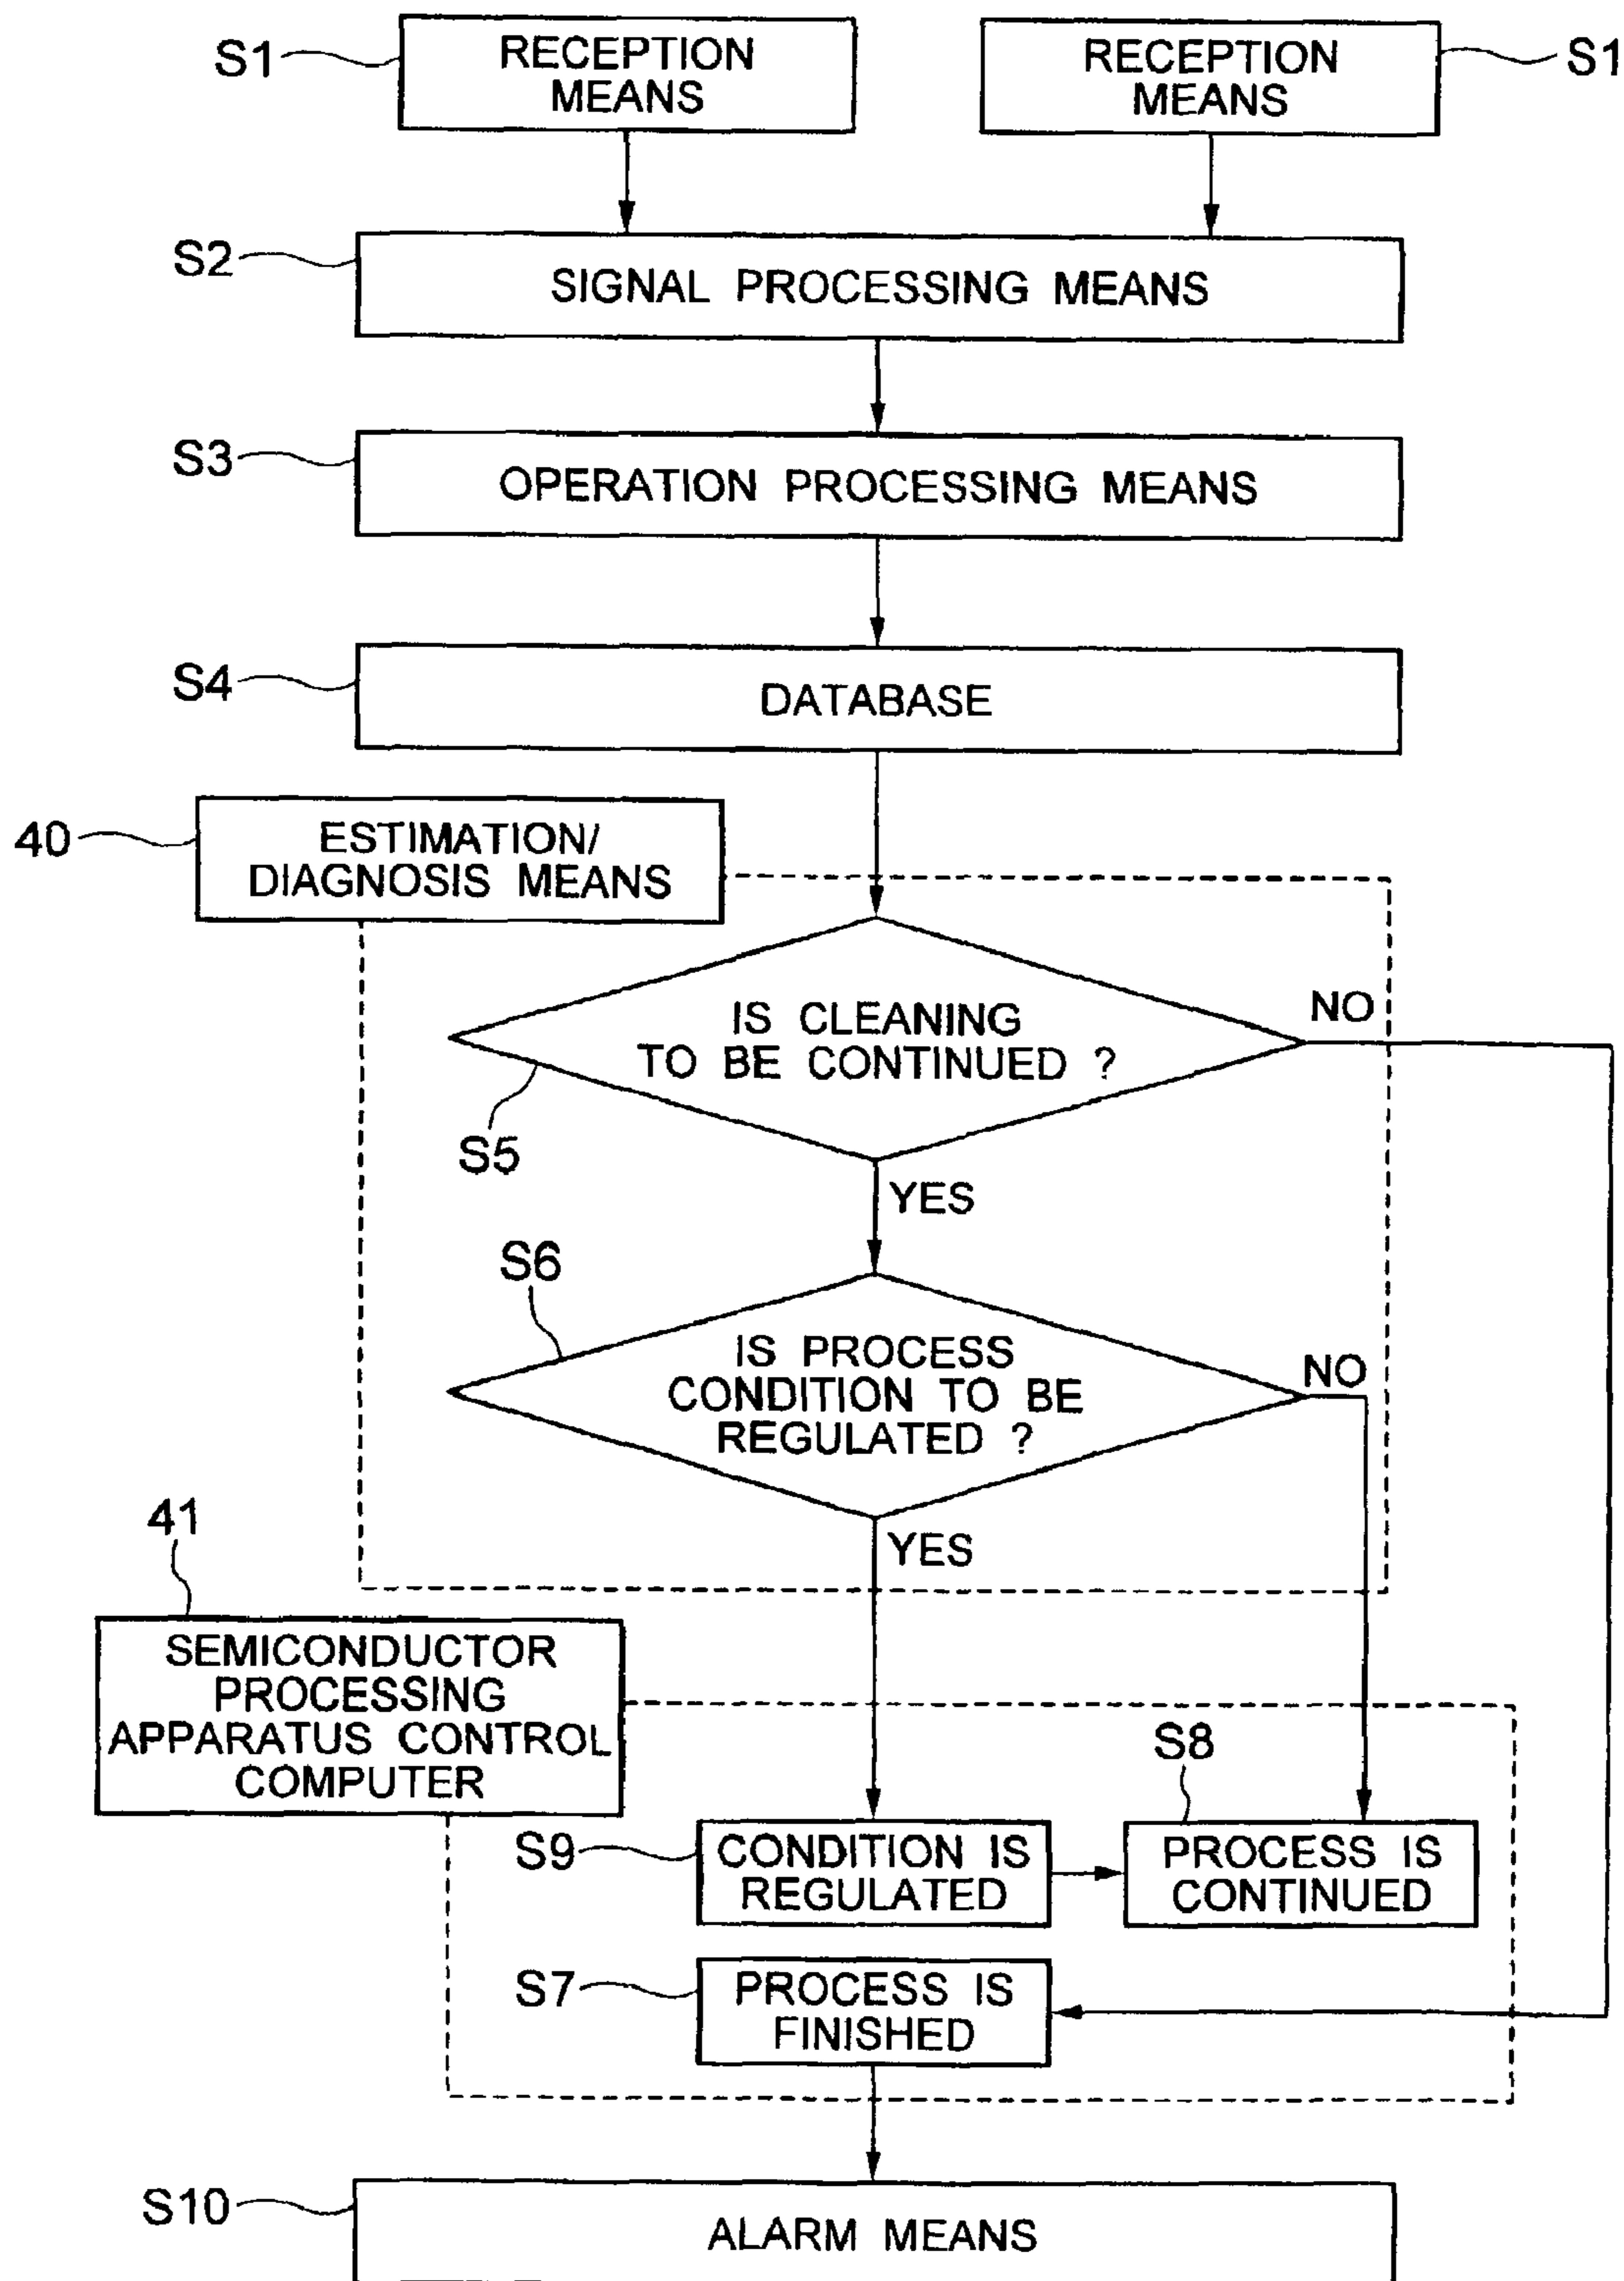 S1
RECEPTION
MEANS
RECEPTION
MEANS
S1
S2
SIGNAL PROCESSING MEANS
S3
OPERATION PROCESSING MEANS
S4
DATABASE
40
ESTIMATION/
DIAGNOSIS MEANS
IS CLEANING
TO BE CONTINUED ?
NO
S5
YES
S6
IS PROCESS
CONDITION TO BE
REGULATED ?
NO
YES
41
SEMICONDUCTOR
PROCESSING
APPARATUS CONTROL
COMPUTER
S8
S9
CONDITION IS
REGULATED
PROCESS IS
CONTINUED
S7
PROCESS IS
FINISHED
S10
ALARM MEANS